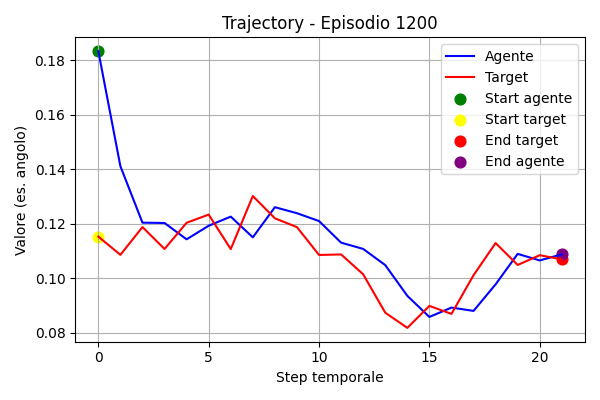 Trajectory - Episodio 1200
Valore (es. angolo)
0.18
0.16
0.14
0.12
0.10
0.08
Agente
Target
Start agente
Start target
End target
End agente
0
5
10
15
20
Step temporale